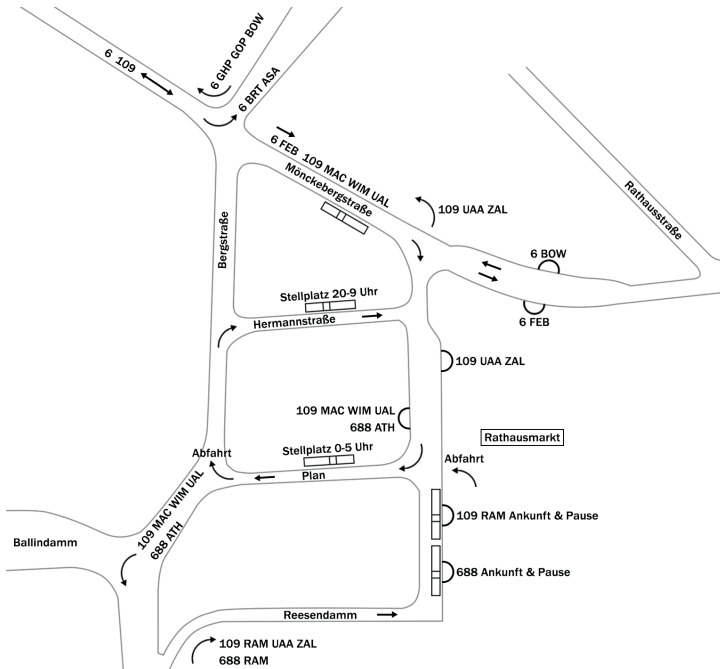 6 GHP GOP BOW
6 109
6 BRT ASA
6 FEB 109 MAC WIM UAL
Mönckebergstraße
109 UAA ZAL
Rathausstraße
Bergstraße
6 BOW
Stellplatz 20-9 Uhr
Hermannstraße
6 FEB
109 UAA ZAL
109 MAC WIM UAL
688 ATH
Rathausmarkt
Stellplatz 0-5 Uhr
Abfahrt
Abfahrt
Plan
109 MAC WIM UAL
688 ATH
109 RAM Ankunft & Pause
Ballindamm
688 Ankunft & Pause
Reesendamm
109 RAM UAA ZAL
688 RAM